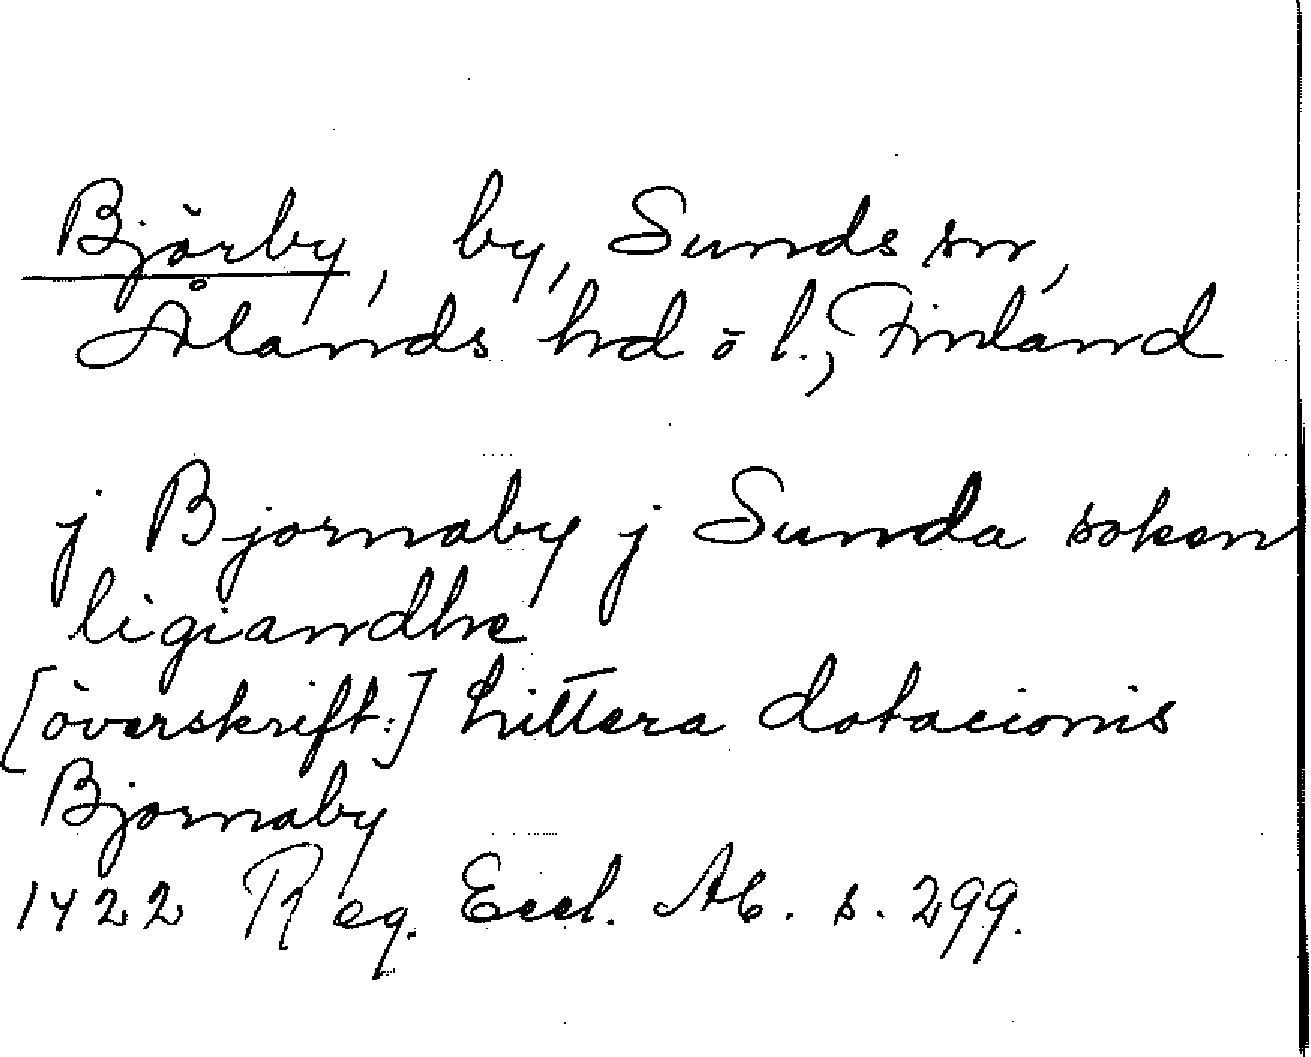 Björby, by, Sunds sn,
Ålands hd o l., Finland
j Bjornaby j Sunda soken
ligiandhe
[överskrift:] Littera dotacionis
Bjornaby
1422 Reg. Eccl. Ab. s. 299.